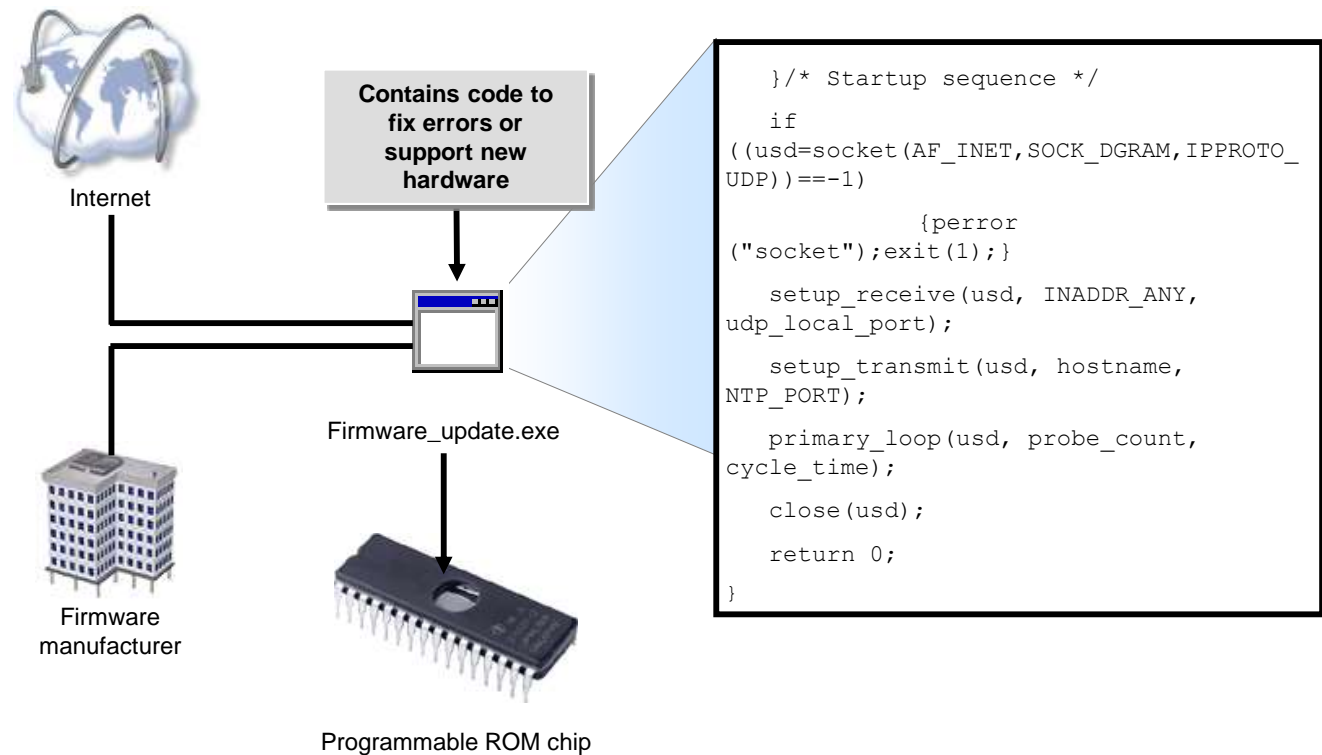 Internet
Contains code to
fix errors or
support new
hardware
Firmware_update.exe
Firmware
manufacturer
Programmable ROM chip
}/* Startup sequence */
if
((usd=socket(AF_INET,SOCK_DGRAM,IPPROTO_
UDP))==-1)
{perror
("socket");exit(1);}
setup_receive(usd, INADDR_ANY,
udp_local_port);
setup_transmit(usd, hostname,
NTP_PORT);
primary_loop(usd, probe_count,
cycle_time);
close(usd);
return 0;
}